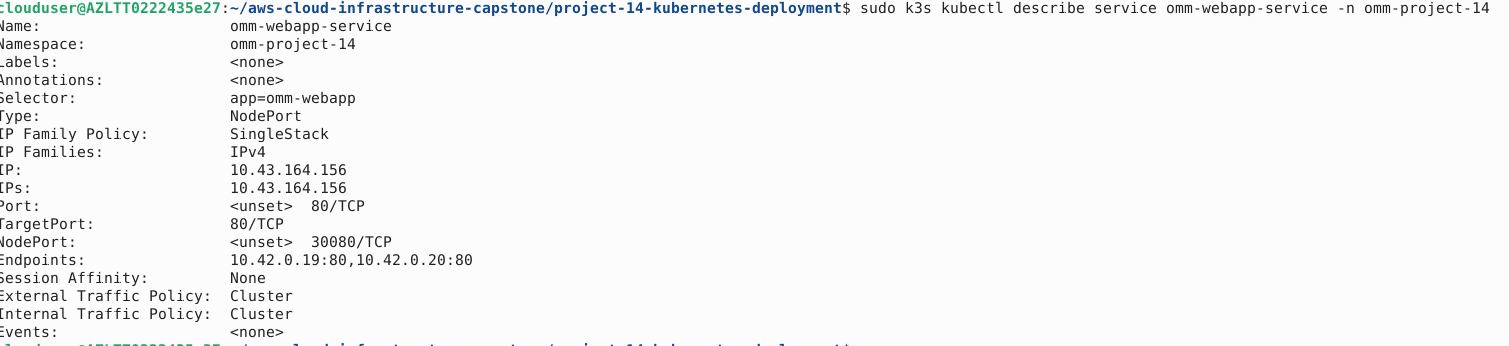 clouduser@AZLTT0222435e27:~/aws-cloud-infrastructure-capstone/project-14-kubernetes-deployment$ sudo k3s kubectl describe service omm-webapp-service -n omm-project-14
Name: omm-webapp-service
Namespace: omm-project-14
Labels: <none>
Annotations: <none>
Selector: app=omm-webapp
Type: NodePort
IP Family Policy: SingleStack
IP Families: IPv4
IP: 10.43.164.156
IPs: 10.43.164.156
Port: <unset> 80/TCP
TargetPort: 80/TCP
NodePort: <unset> 30080/TCP
Endpoints: 10.42.0.19:80,10.42.0.20:80
Session Affinity: None
External Traffic Policy: Cluster
Internal Traffic Policy: Cluster
Events: <none>